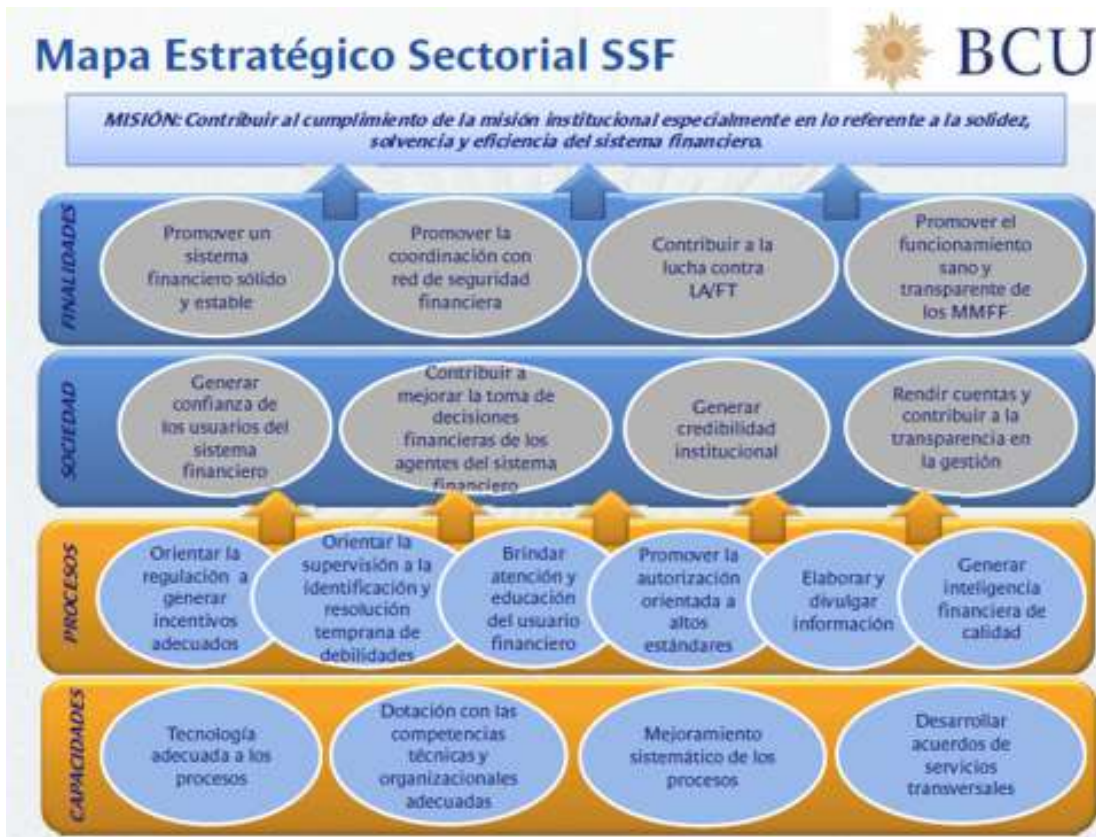 Mapa Estratégico Sectorial SSF
BCU
MISIÓN: Contribuir al cumplimiento de la misión institucional especialmente en lo referente a la solidez,
solvencia y eficiencia del sistema financiero.
FINALIDADES
Promover un
sistema
financiero sólido
y estable
Promover la
coordinación con
red de seguridad
financiera
Contribuir a la
lucha contra
LA/FT
Promover el
funcionamiento
sano y
transparente de
los MMFF
SOCIEDAD
Generar
confianza de
los usuarios del
sistema
financiero
Contribuir a
mejorar la toma de
decisiones
financieras de los
agentes del sistema
financiero
Generar
credibilidad
institucional
Rendir cuentas y
contribuir a la
transparencia en
la gestión
PROCESOS
Orientar la
regulación a
generar
incentivos
adecuados
Orientar la
supervisión a la
identificación y
resolución
temprana de
debilidades
Brindar
atención y
educación
del usuario
financiero
Promover la
autorización
orientada a
altos
estándares
Elaborar y
divulgar
información
Generar
inteligencia
financiera de
calidad
CAPACIDADES
Tecnología
adecuada a los
procesos
Dotación con las
competencias
técnicas y
organizacionales
adecuadas
Mejoramiento
sistemático de los
procesos
Desarrollar
acuerdos de
servicios
transversales